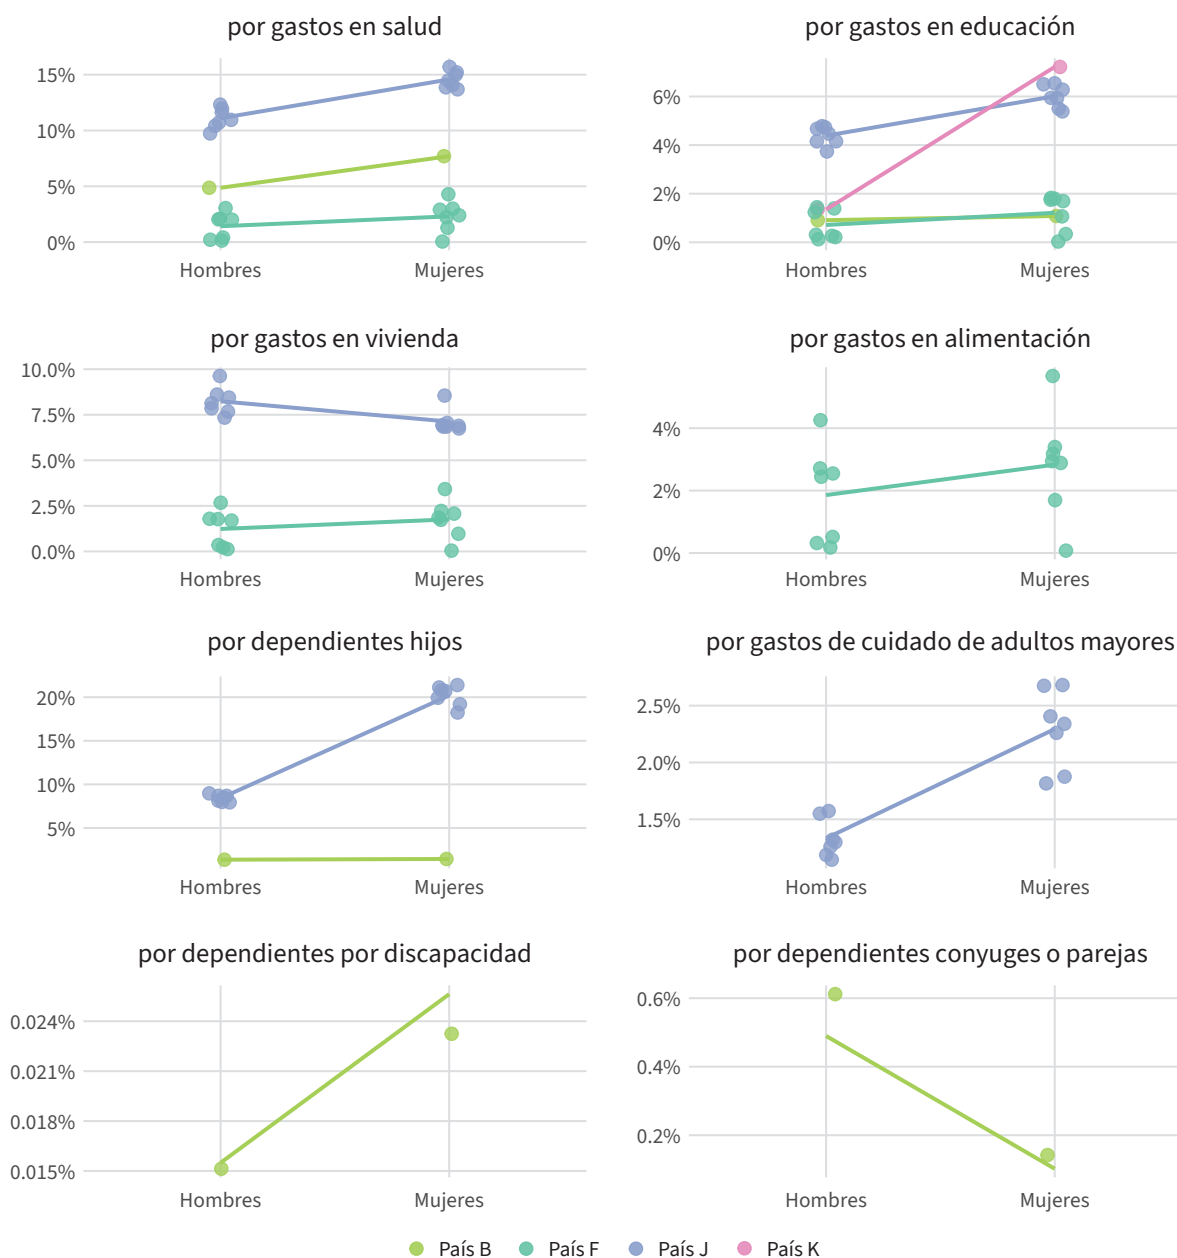 por gastos en salud
15%
10%
5%
0%
Hombres Mujeres
por gastos en educación
6%
4%
2%
0%
Hombres Mujeres
por gastos en vivienda
10.0%
7.5%
5.0%
2.5%
0.0%
Hombres Mujeres
por gastos en alimentación
4%
2%
0%
Hombres Mujeres
por dependientes hijos
20%
15%
10%
5%
Hombres Mujeres
por gastos de cuidado de adultos mayores
2.5%
2.0%
1.5%
Hombres Mujeres
por dependientes por discapacidad
0.024%
0.021%
0.018%
0.015%
Hombres Mujeres
por dependientes conyuges o parejas
0.6%
0.4%
0.2%
Hombres Mujeres
País B País F País J País K